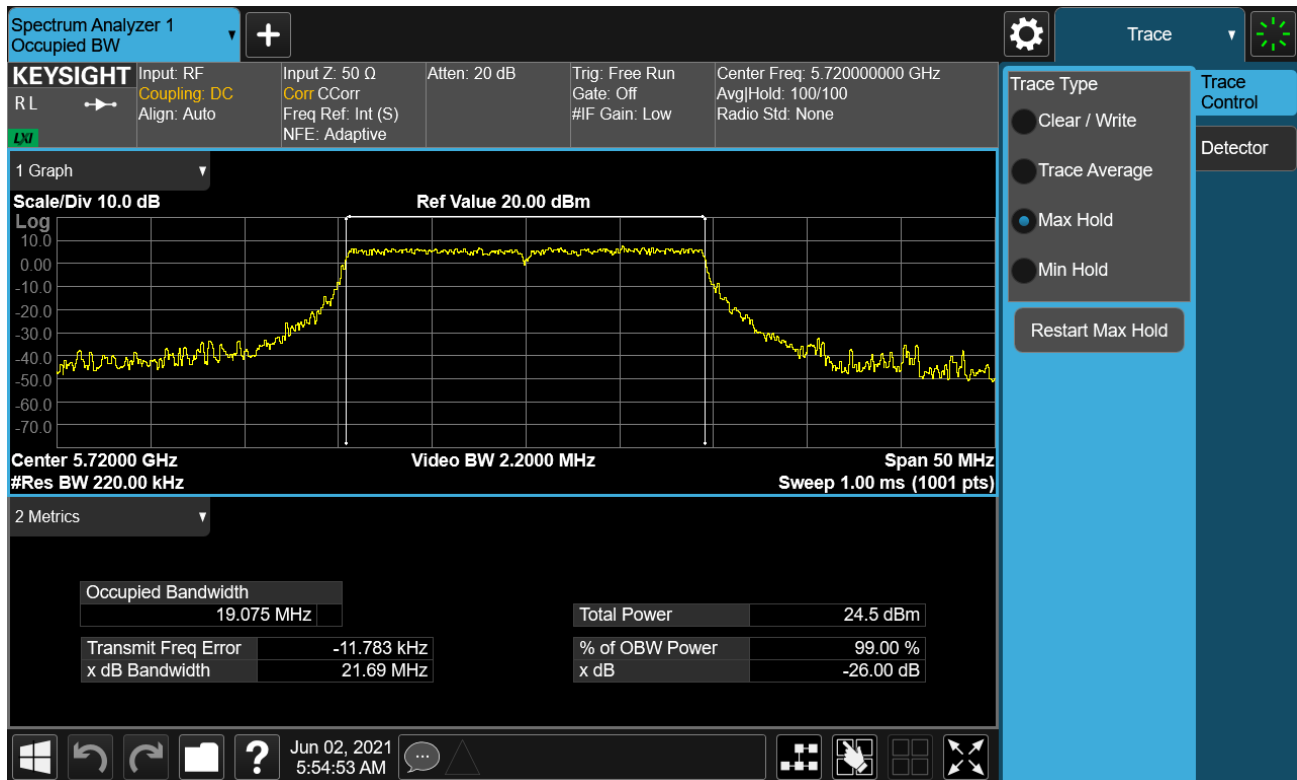 Spectrum Analyzer 1
Occupied BW
+
Trace
KEYSIGHT
R L
LXI
Input: RF
Coupling: DC
Align: Auto
Input Z: 50 Ω
Corr CCorr
Freq Ref: Int (S)
NFE: Adaptive
Atten: 20 dB
Trig: Free Run
Gate: Off
#IF Gain: Low
Center Freq: 5.720000000 GHz
Avg|Hold: 100/100
Radio Std: None
Trace Type
Clear / Write
Trace Average
Max Hold
Min Hold
Restart Max Hold
Trace
Control
Detector
1 Graph
Scale/Div 10.0 dB
Ref Value 20.00 dBm
Log
10.0
0.00
-10.0
-20.0
-30.0
-40.0
-50.0
-60.0
-70.0
Center 5.72000 GHz
Video BW 2.2000 MHz
Span 50 MHz
#Res BW 220.00 kHz
Sweep 1.00 ms (1001 pts)
2 Metrics
Occupied Bandwidth
19.075 MHz
Total Power 24.5 dBm
Transmit Freq Error -11.783 kHz
% of OBW Power 99.00 %
x dB Bandwidth 21.69 MHz
x dB -26.00 dB
?
Jun 02, 2021
5:54:53 AM